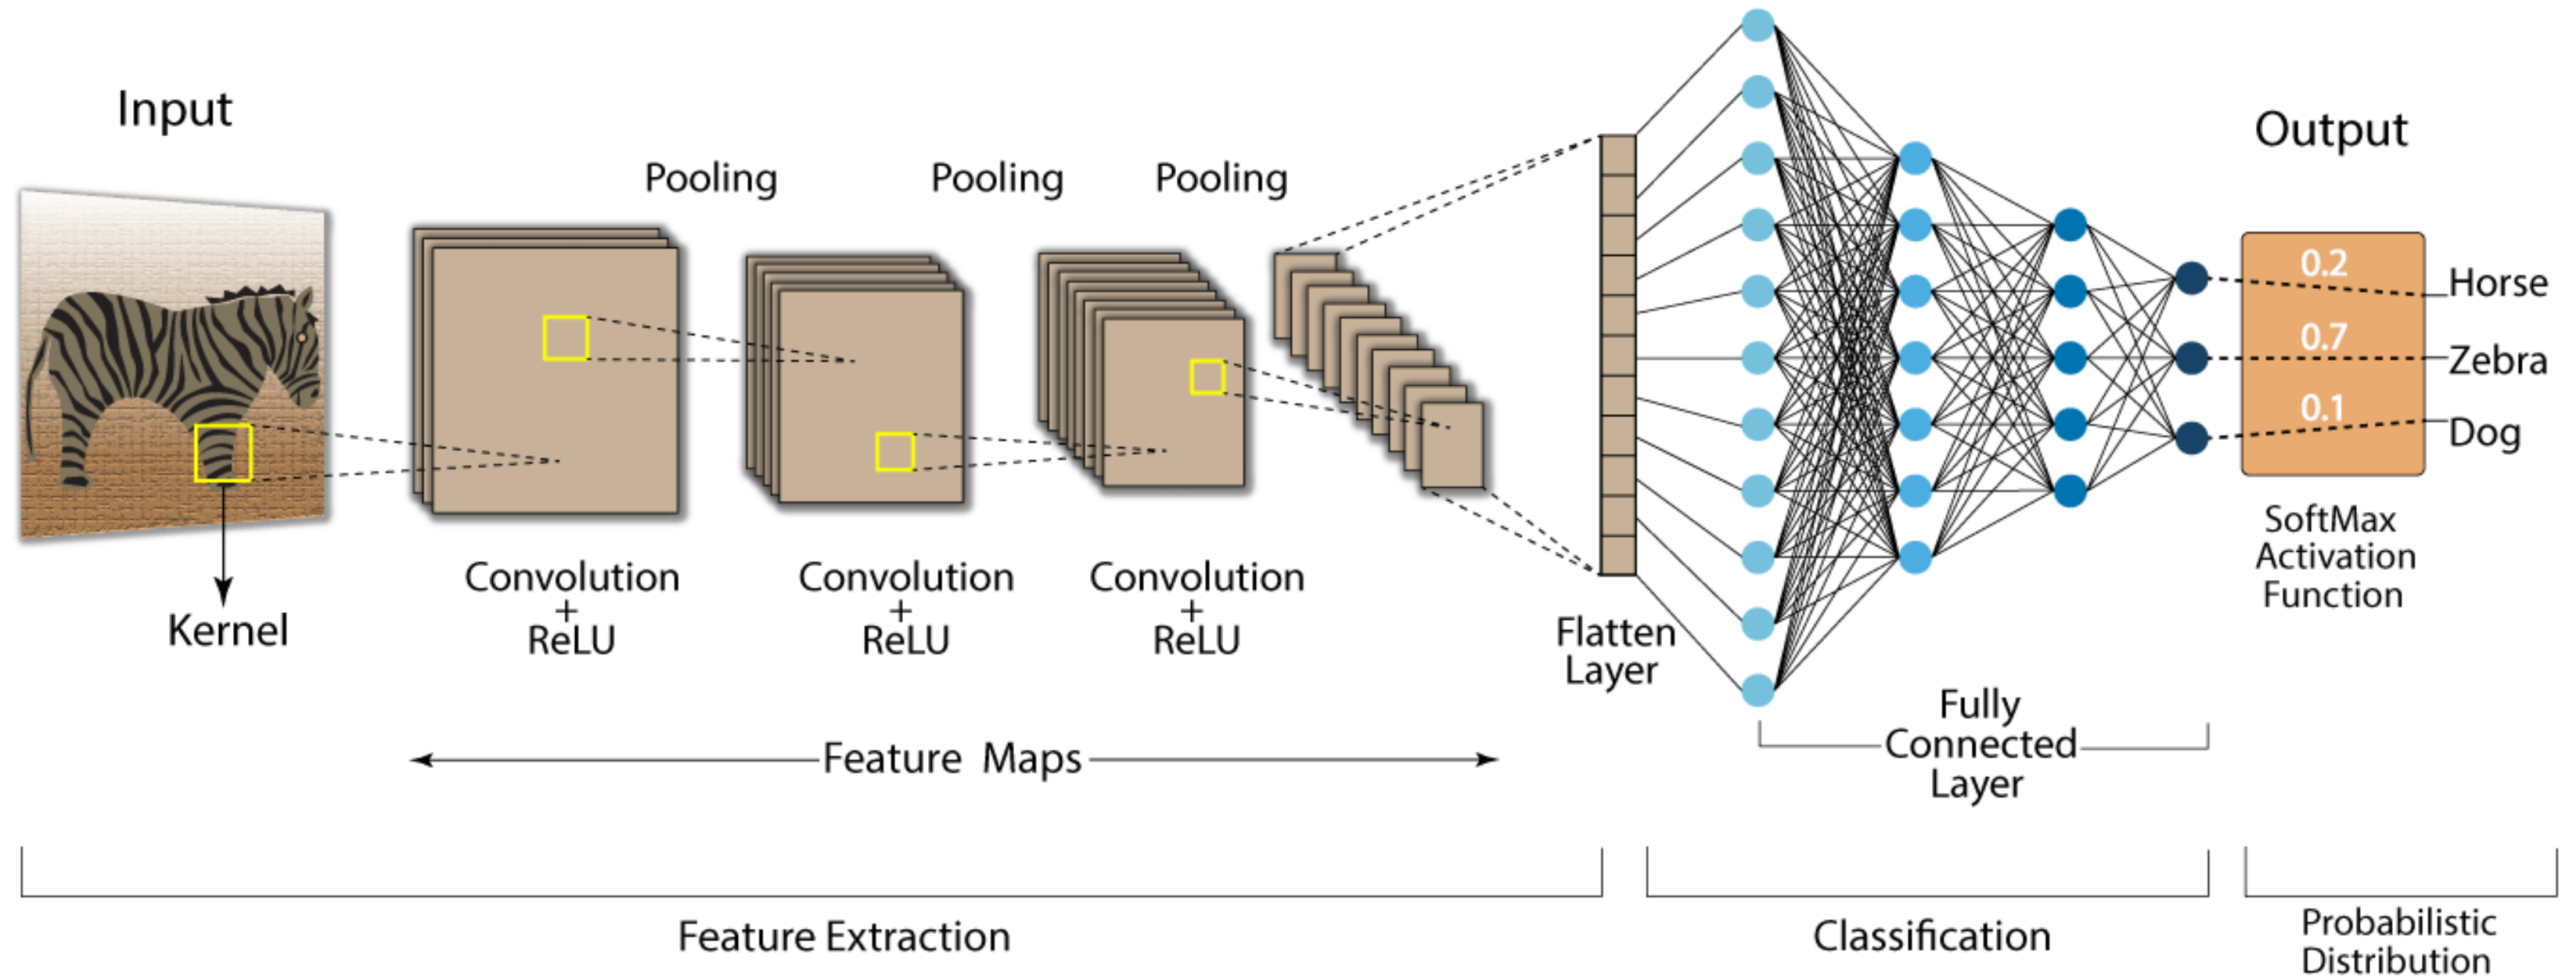 Input
Output
Pooling
Pooling
Pooling
0.2
Horse
0.7
Zebra
0.1
Dog
SoftMax
Activation
Function
Convolution
+
ReLU
Convolution
+
ReLU
Convolution
+
ReLU
Kernel
Flatten
Layer
Fully
Connected
Layer
Feature Maps
Feature Extraction
Classification
Probabilistic
Distribution